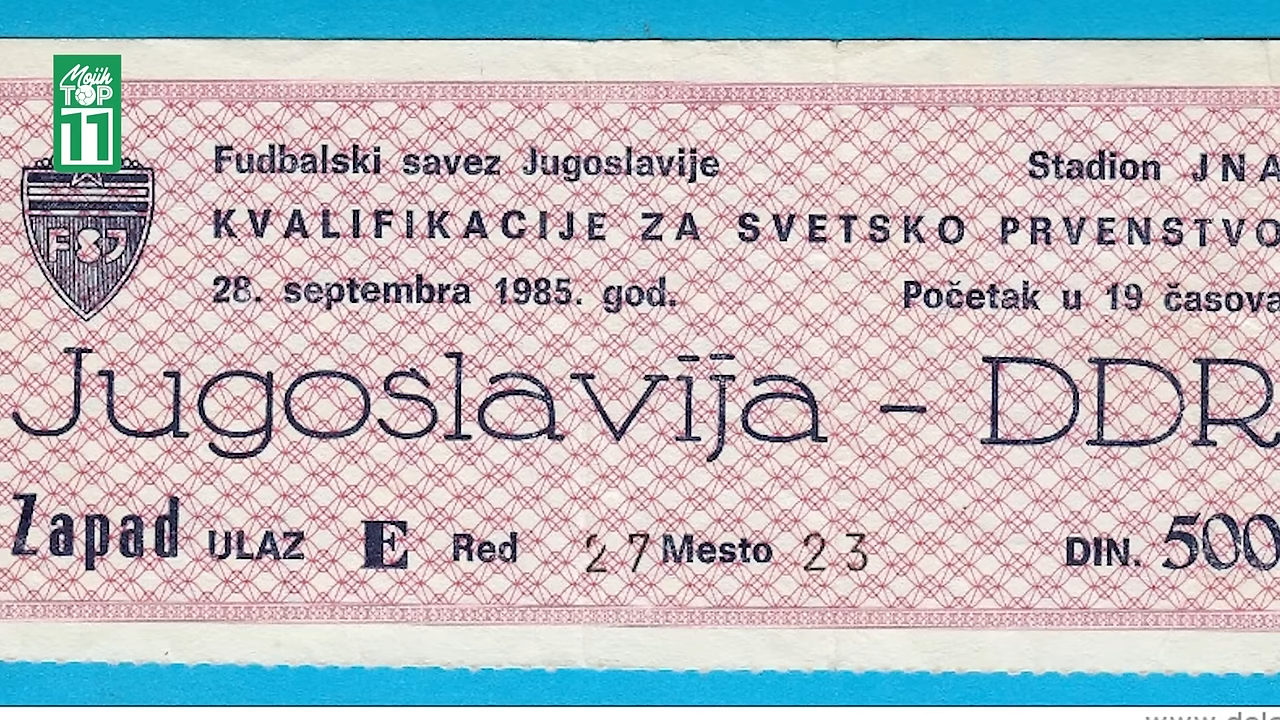 Mojih
TOP
11
Fudbalski savez Jugoslavije
Stadion JNA
KVALIFIKACIJE ZA SVETSKO PRVENSTVO
28. septembra 1985. god.
Početak u 19 časova
FSJ
Jugoslavija - DDR
Zapad ULAZ E Red 27 Mesto 23 DIN. 500